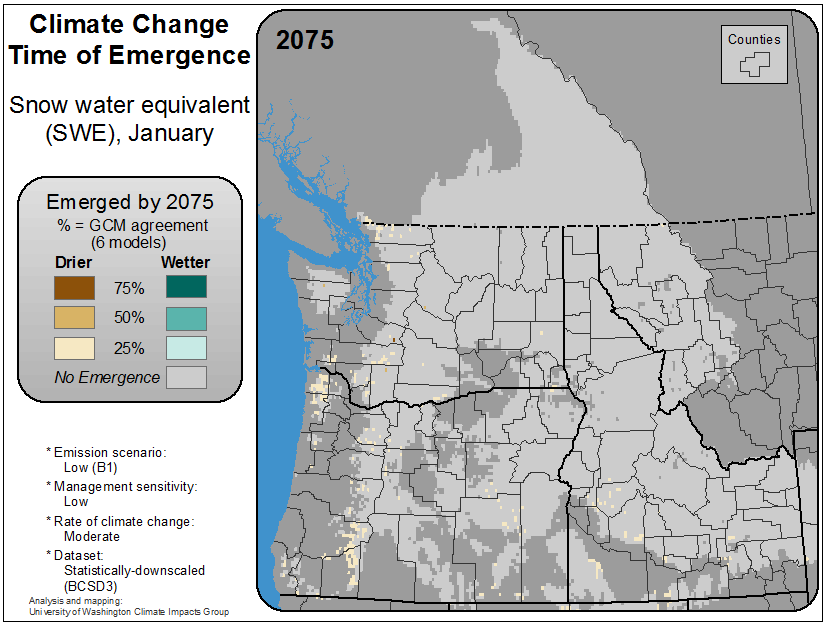 Climate Change
Time of Emergence
Snow water equivalent
(SWE), January
Emerged by 2075
% = GCM agreement
(6 models)
Drier Wetter
75%
50%
25%
No Emergence
* Emission scenario:
Low (B1)
* Management sensitivity:
Low
* Rate of climate change:
Moderate
* Dataset:
Statistically-downscaled
(BCSD3)
Analysis and mapping:
University of Washington Climate Impacts Group
2075
Counties